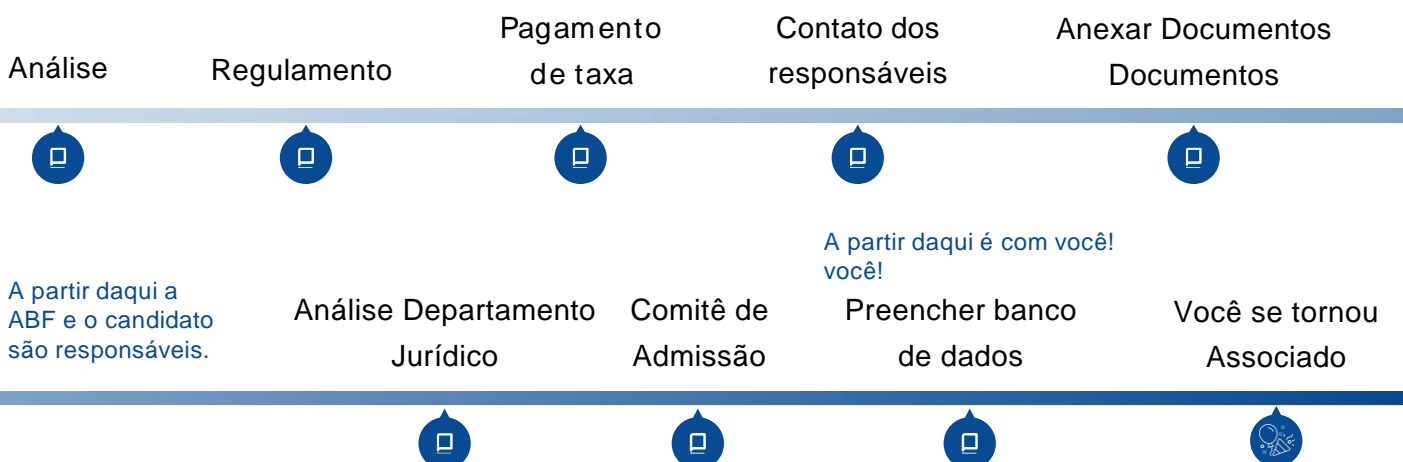 Análise
Regulamento
Pagamento
de taxa
Contato dos
responsáveis
Anexar Documentos
Documentos
A partir daqui a
ABF e o candidato
são responsáveis.
Análise Departamento
Jurídico
Comitê de
Admissão
A partir daqui é com você!
você!
Preencher banco
de dados
Você se tornou
Associado